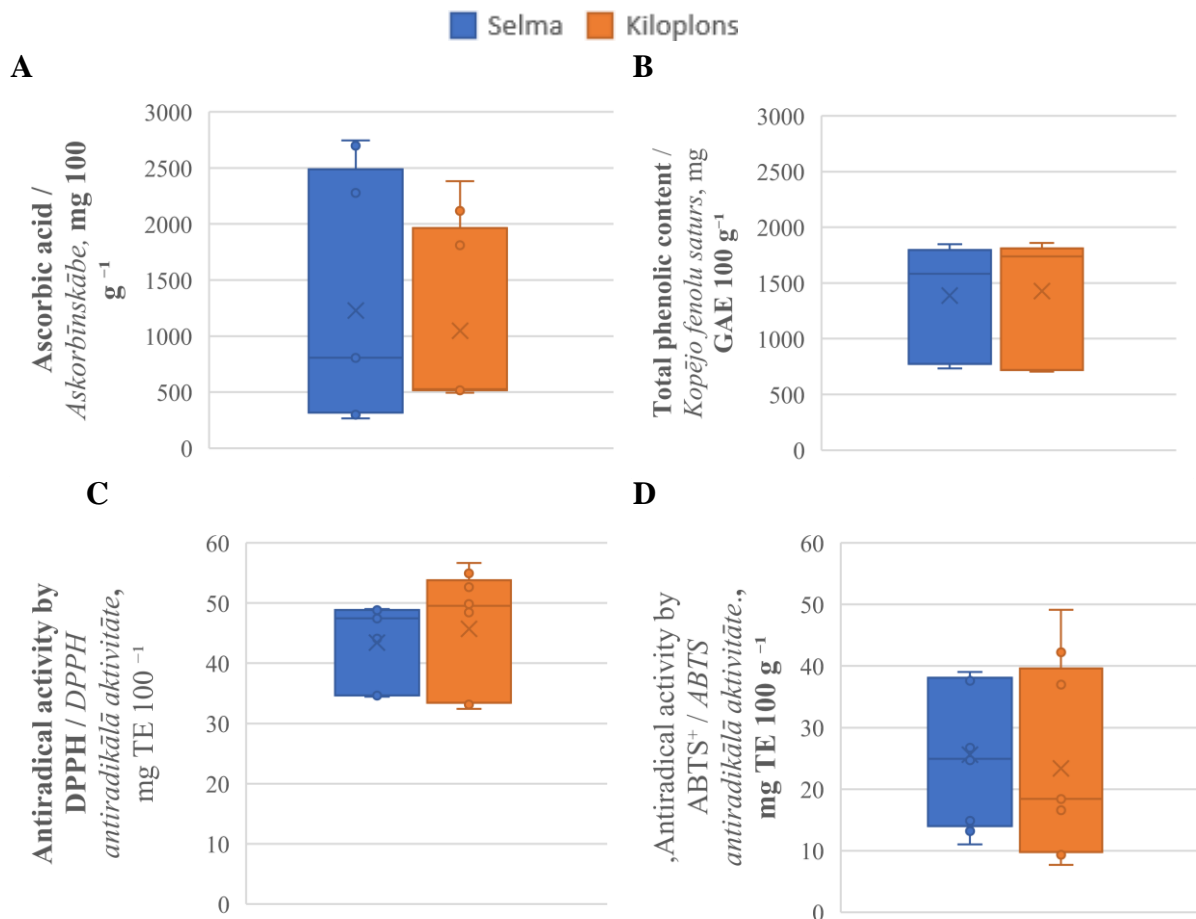 Selma Kiloplons
A
Ascorbic acid /
Askorbīnskābe, mg 100
g ⁻¹
3000
2500
2000
1500
1000
500
0
B
Total phenolic content /
Kopējo fenolu saturs, mg
GAE 100 g⁻¹
3000
2500
2000
1500
1000
500
0
C
Antiradical activity by
DPPH / DPPH
antiradikālā aktivitāte,
mg TE 100 ⁻¹
60
50
40
30
20
10
0
D
,Antiradical activity by
ABTS⁺ / ABTS
antiradikālā aktivitāte.,
mg TE 100 g ⁻¹
60
50
40
30
20
10
0